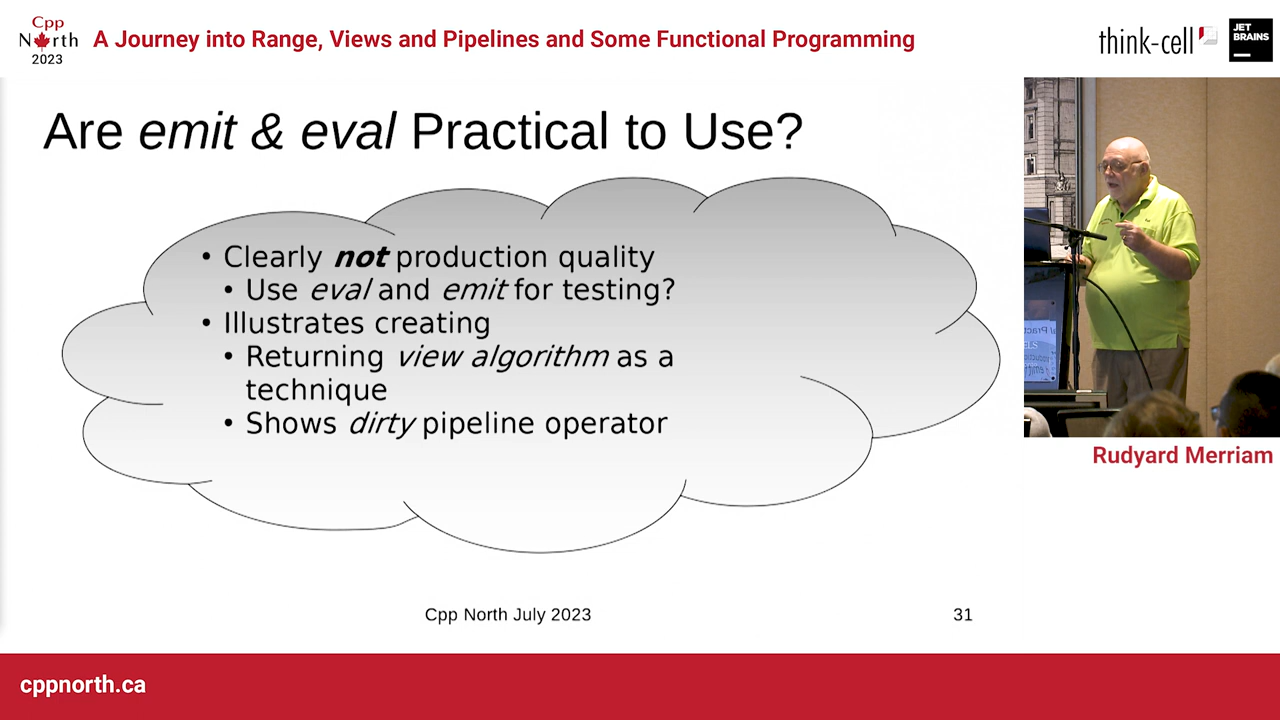 Cpp
North
2023
A Journey into Range, Views and Pipelines and Some Functional Programming
think-cell
JET
BRAINS
Are emit & eval Practical to Use?
• Clearly not production quality
• Use eval and emit for testing?
• Illustrates creating
• Returning view algorithm as a
technique
• Shows dirty pipeline operator
Rudyard Merriam
Cpp North July 2023
31
cppnorth.ca